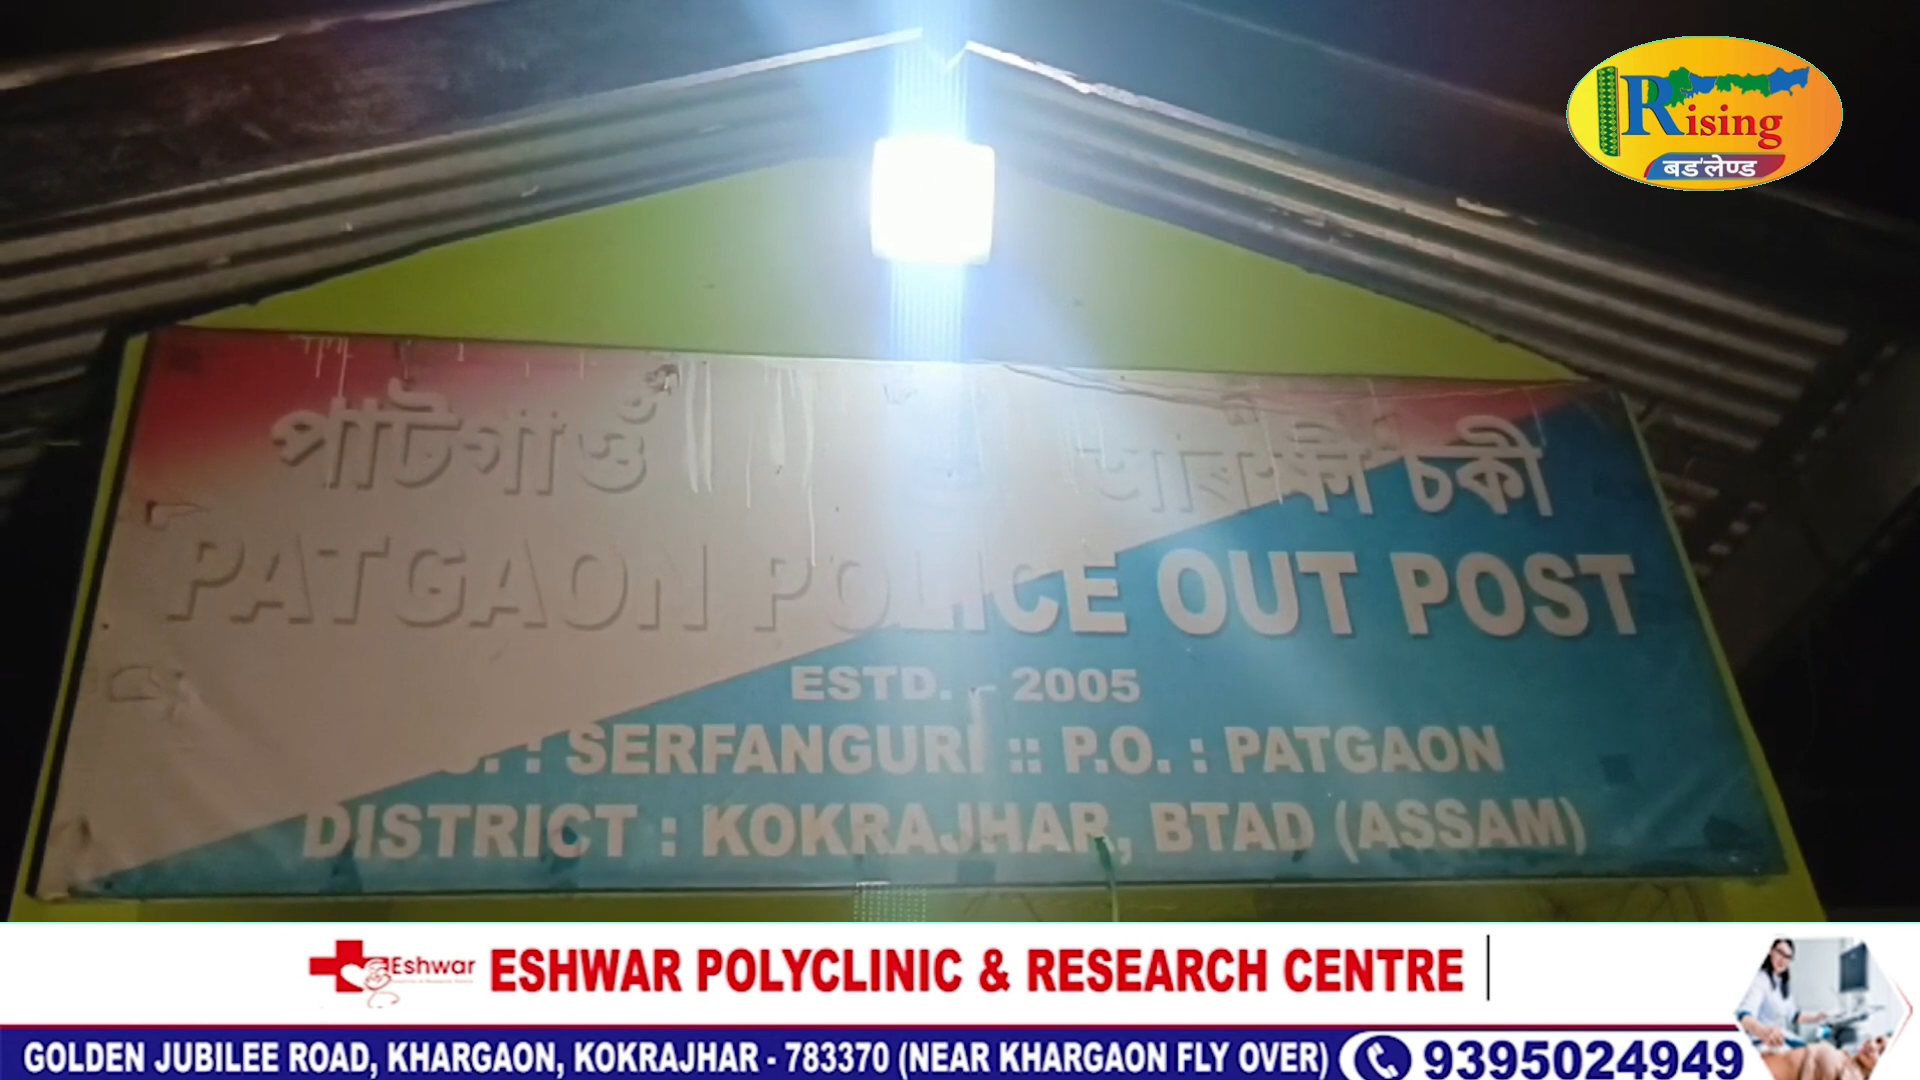 Rising
बड'लेण्ड
পাটগাওঁ আৰক্ষী চকী
PATGAON POLICE OUT POST
ESTD. - 2005
: SERFANGURI :: P.O. : PATGAON
DISTRICT : KOKRAJHAR, BTAD (ASSAM)
Eshwar
ESHWAR POLYCLINIC & RESEARCH CENTRE
GOLDEN JUBILEE ROAD, KHARGAON, KOKRAJHAR - 783370 (NEAR KHARGAON FLY OVER) 9395024949